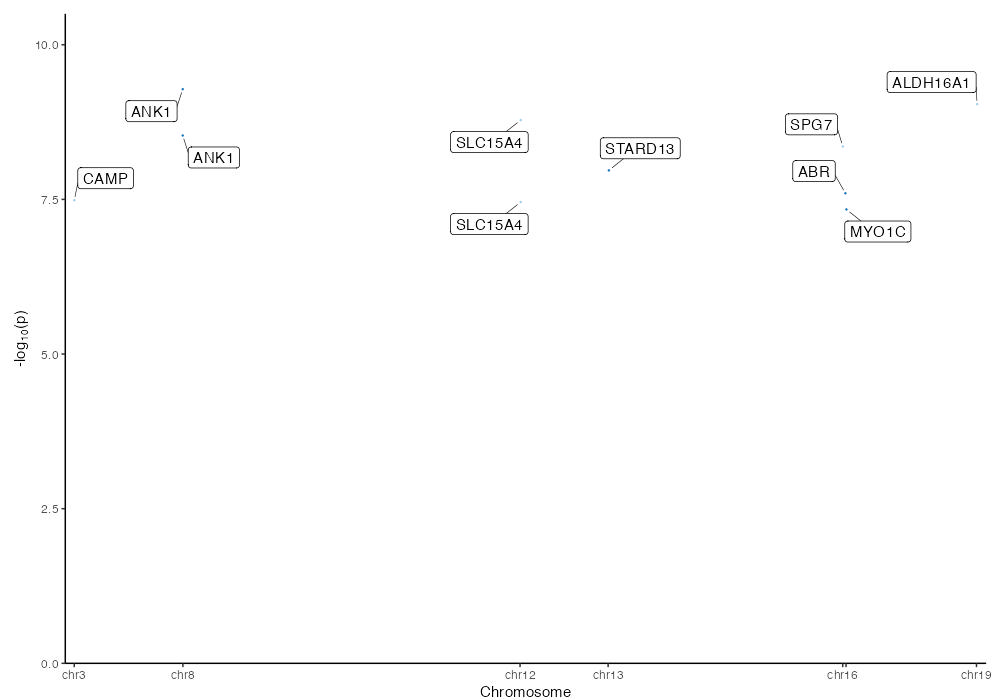 10.0
ALDH16A1
ANK1
SPG7
SLC15A4
STARD13
ANK1
ABR
CAMP
7.5
SLC15A4
MYO1C
-log10(p)
5.0
2.5
0.0
chr3 chr8 chr12 chr13 chr16 chr19
Chromosome